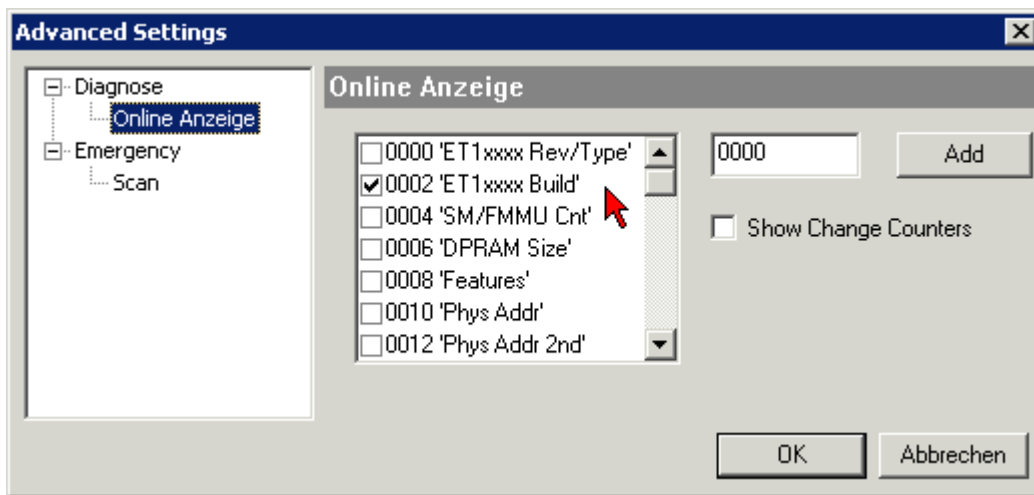 Advanced Settings
Diagnose
Online Anzeige
Emergency
Scan
Online Anzeige
0000 'ET1xxxx Rev/Type'
0002 'ET1xxxx Build'
0004 'SM/FMMU Cnt'
0006 'DPRAM Size'
0008 'Features'
0010 'Phys Addr'
0012 'Phys Addr 2nd'
0000
Add
Show Change Counters
OK
Abbrechen